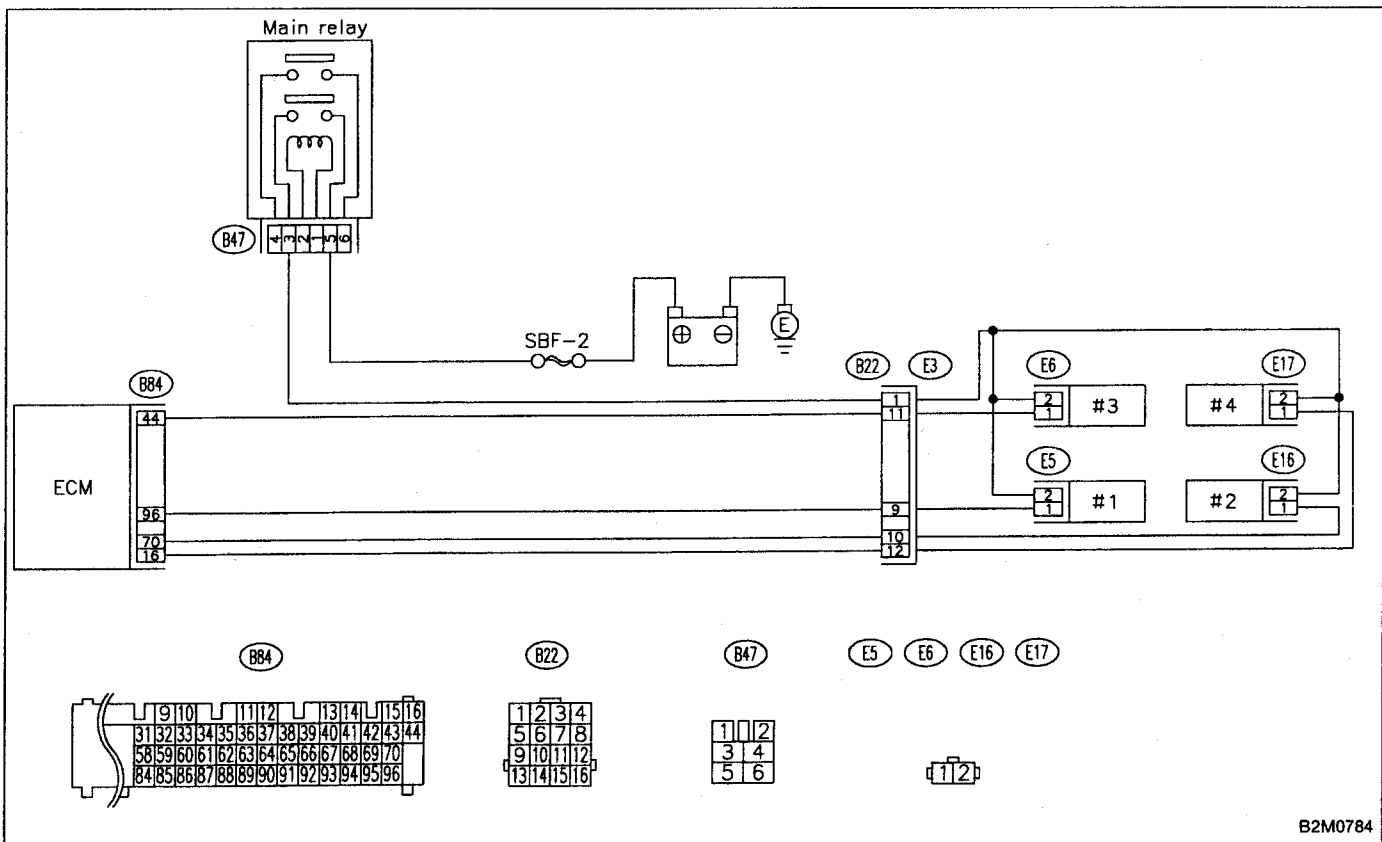 Main relay
B47
4 3 2 1 5 6
SBF-2
⊕ ⊖
E
B84
B22 E3
E6
E17
44
1
11
2
1
#3
#4
2
1
ECM
E5
E16
96
9
2
1
#1
#2
2
1
70
16
10
12
B84
B22
B47
E5 E6 E16 E17
9 10 11 12 13 14 15 16
31 32 33 34 35 36 37 38 39 40 41 42 43 44
58 59 60 61 62 63 64 65 66 67 68 69 70
84 85 86 87 88 89 90 91 92 93 94 95 96
1 2 3 4
5 6 7 8
9 10 11 12
13 14 15 16
1 2
3 4
5 6
1 2
B2M0784